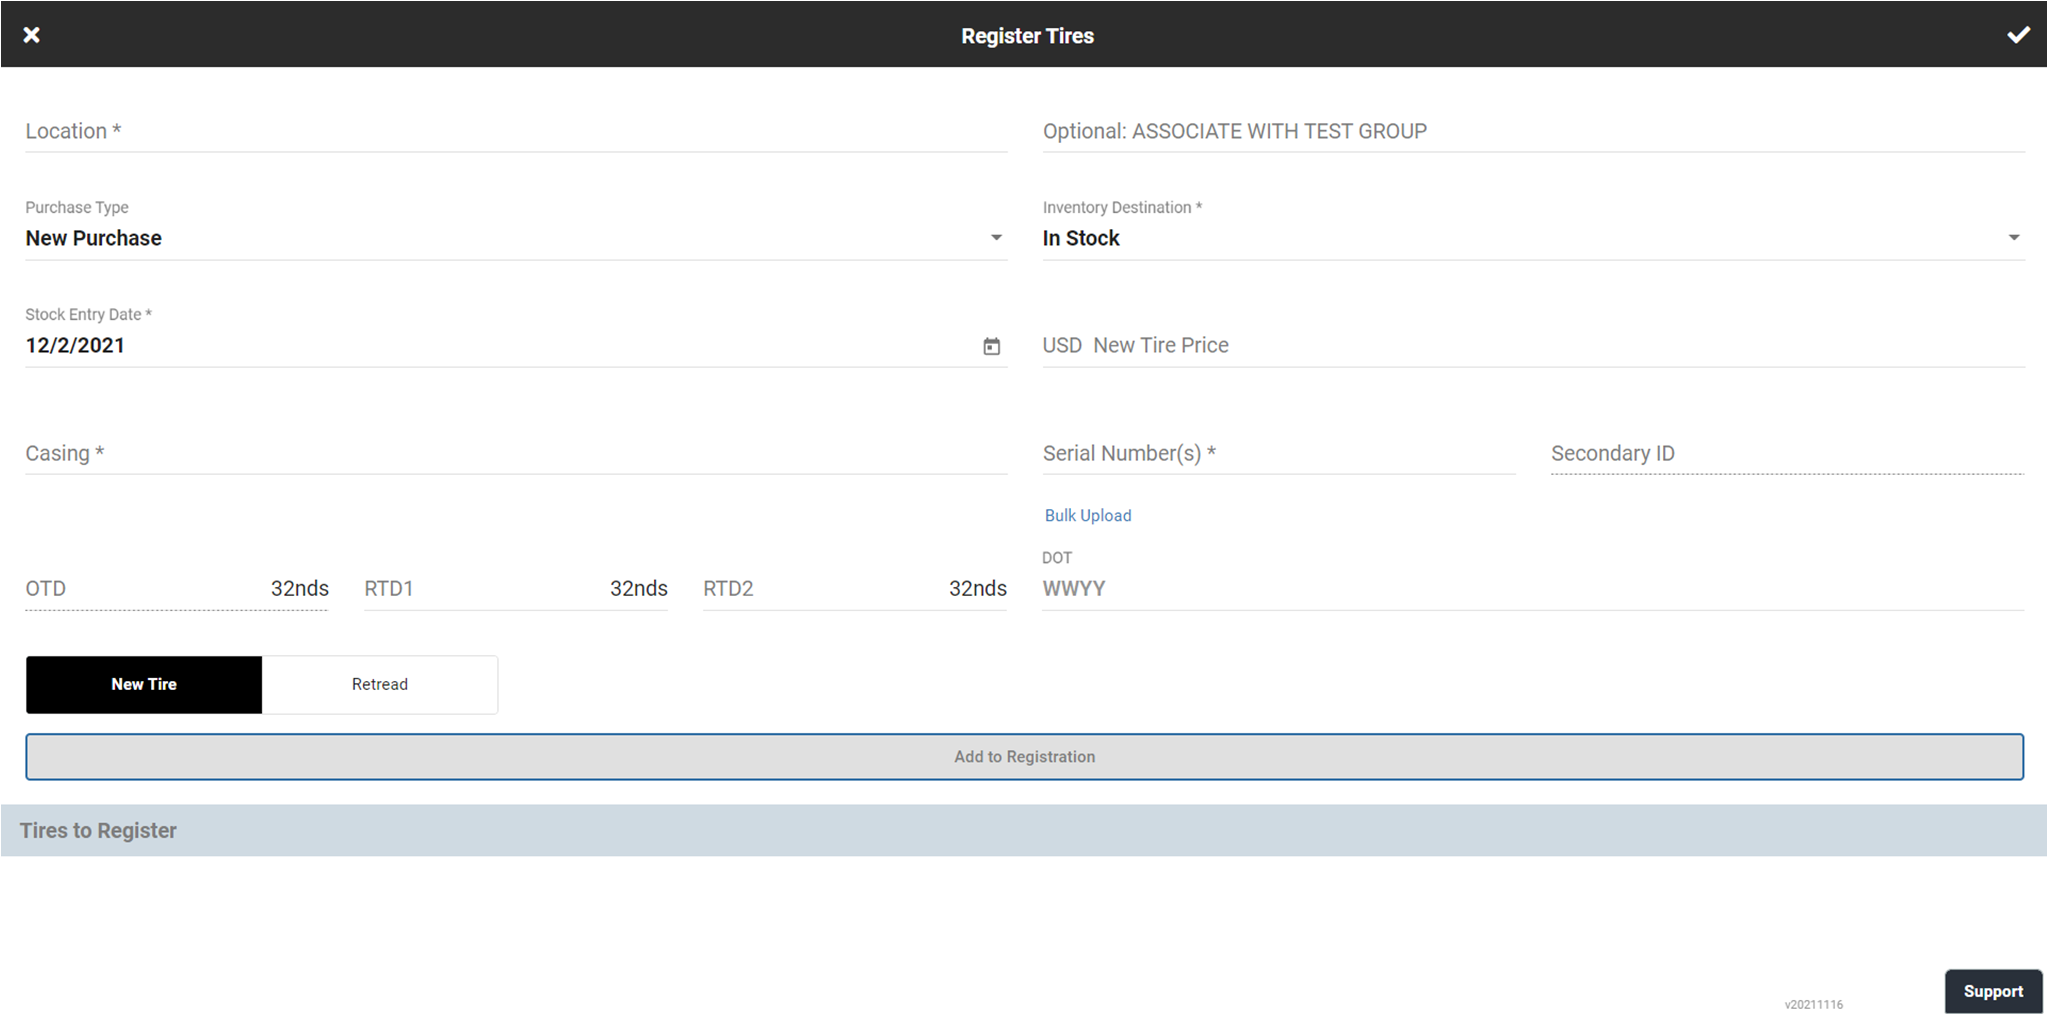 Register Tires
Location *
Optional: ASSOCIATE WITH TEST GROUP
Purchase Type
New Purchase
Inventory Destination *
In Stock
Stock Entry Date *
12/2/2021
USD New Tire Price
Casing *
Serial Number(s) *
Secondary ID
Bulk Upload
OTD 32nds
RTD1 32nds
RTD2 32nds
DOT
WWYY
New Tire
Retread
Add to Registration
Tires to Register
v20211116
Support